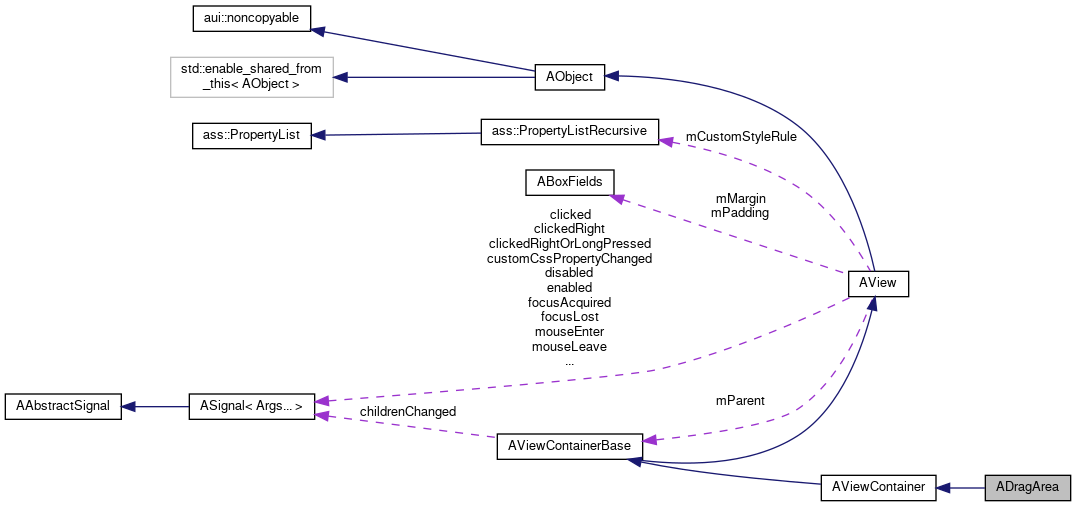 aui::noncopyable
std::enable_shared_from
_this< AObject >
AObject
ass::PropertyList
ass::PropertyListRecursive
mCustomStyleRule
ABoxFields
mMargin
mPadding
clicked
clickedRight
clickedRightOrLongPressed
customCssPropertyChanged
disabled
enabled
focusAcquired
focusLost
mouseEnter
mouseLeave
...
AView
AAbstractSignal
ASignal< Args... >
childrenChanged
mParent
AViewContainerBase
AViewContainer
ADragArea